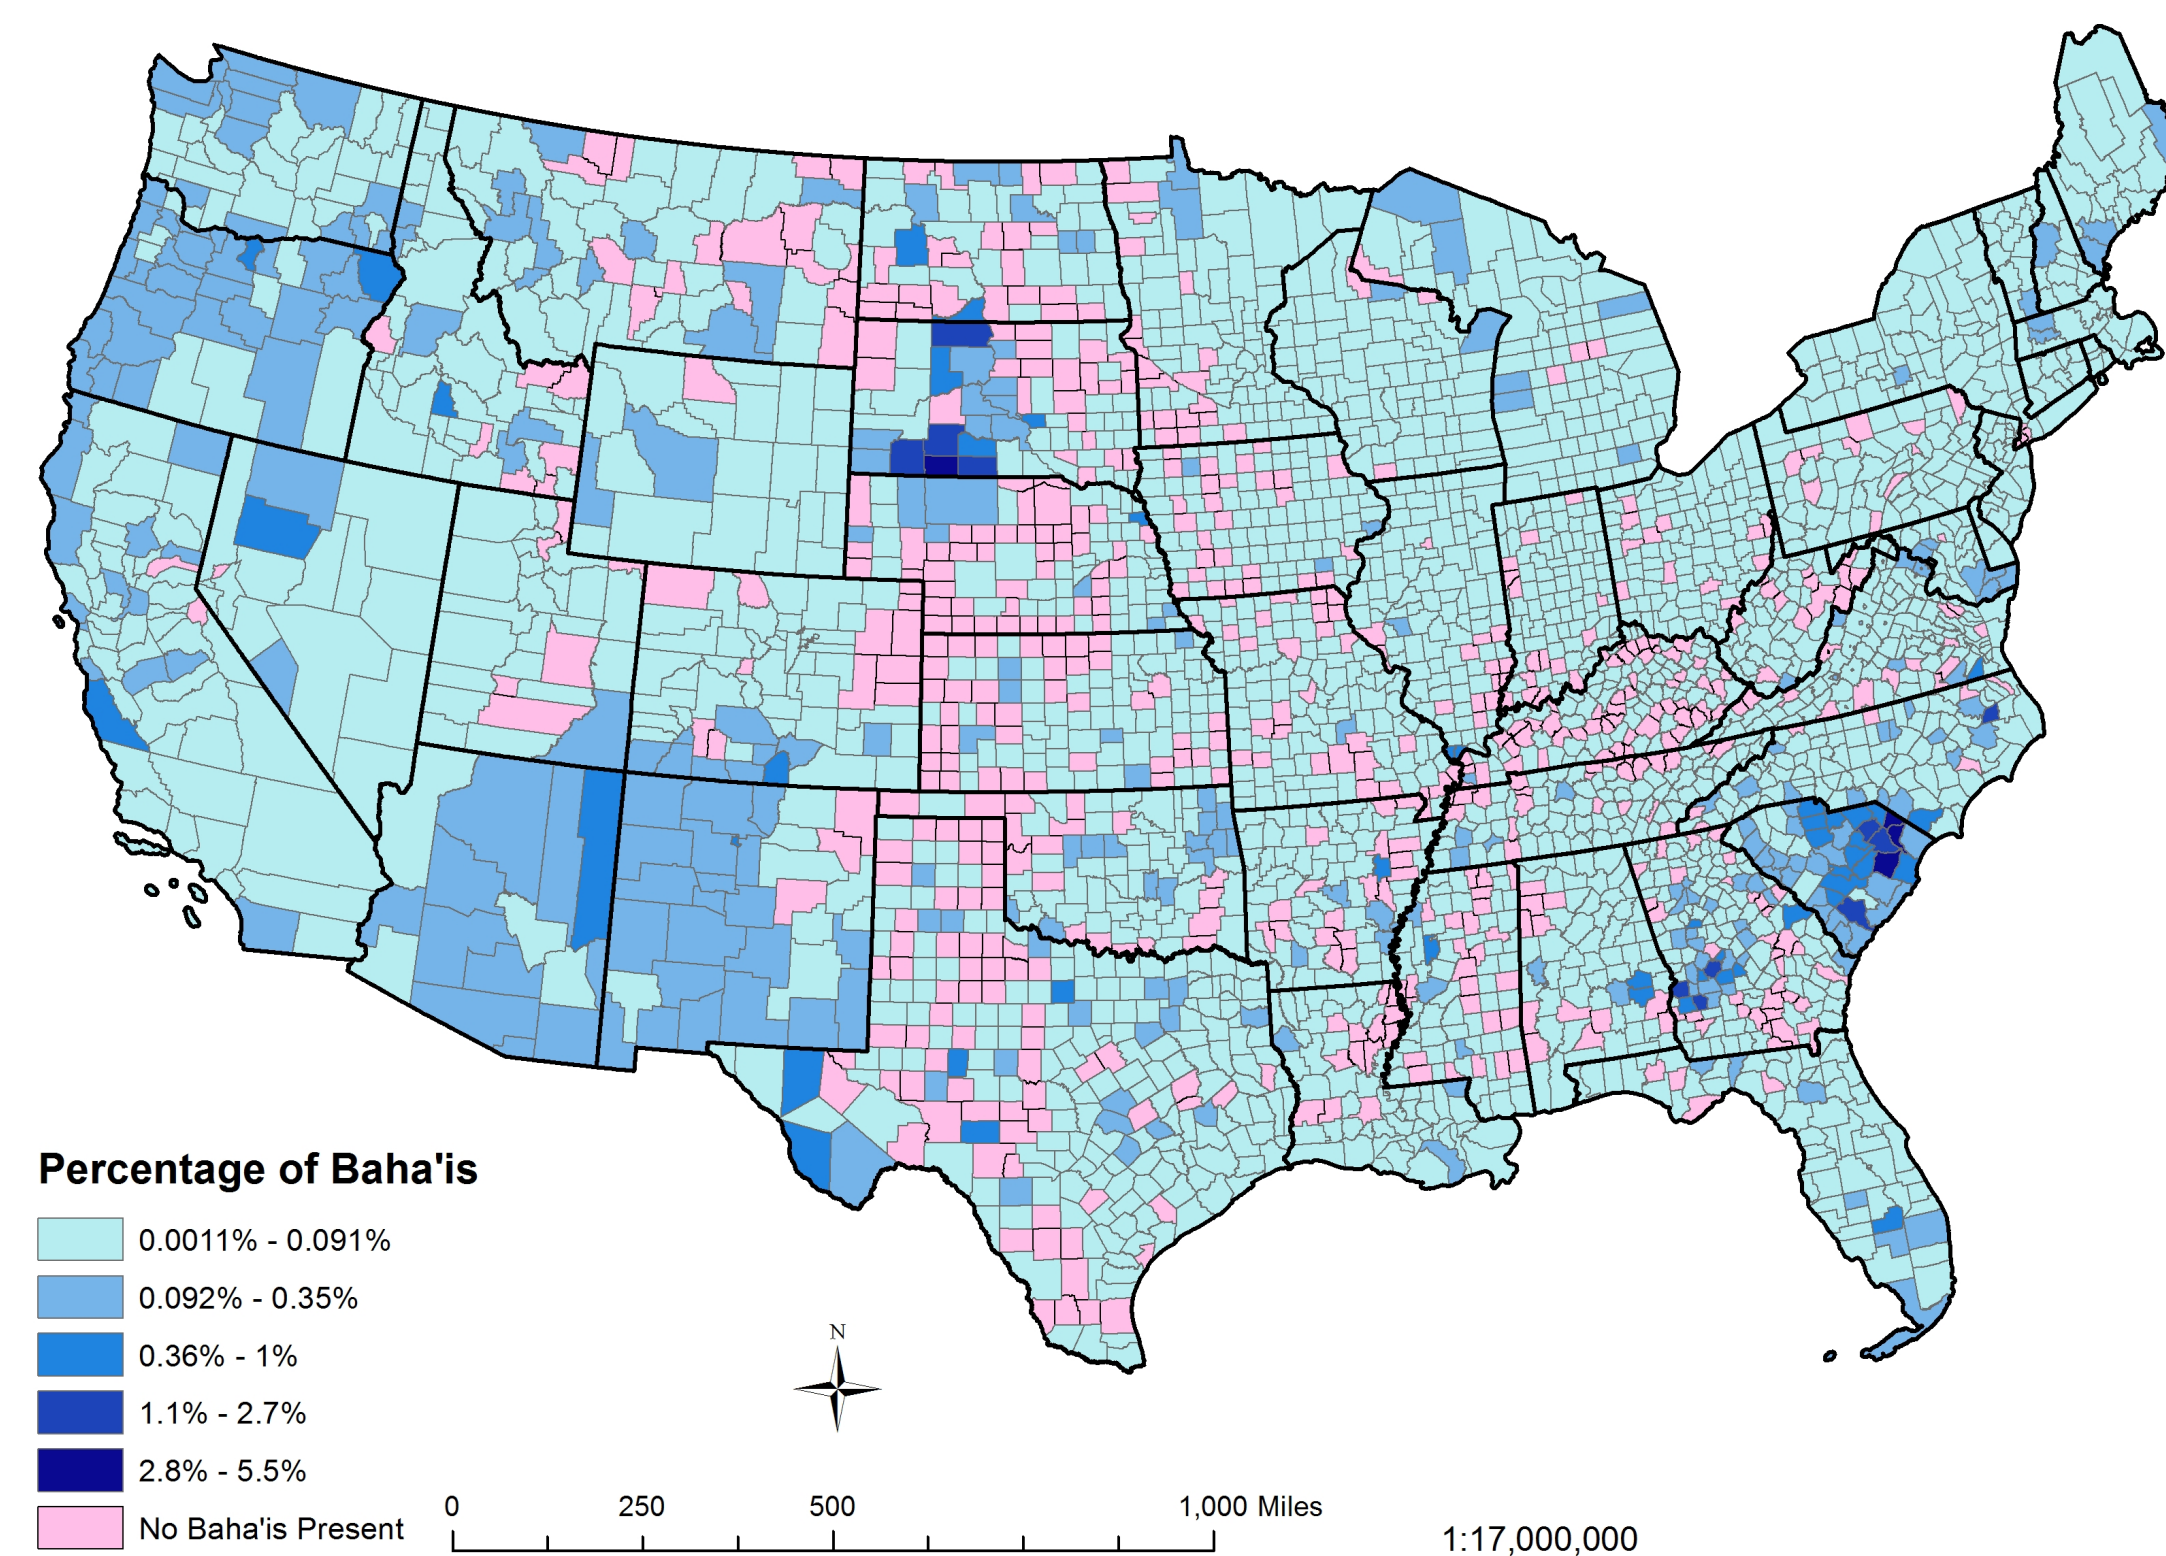 Percentage of Baha'is
0.0011% - 0.091%
0.092% - 0.35%
0.36% - 1%
1.1% - 2.7%
2.8% - 5.5%
No Baha'is Present
N
0 250 500 1,000 Miles
1:17,000,000